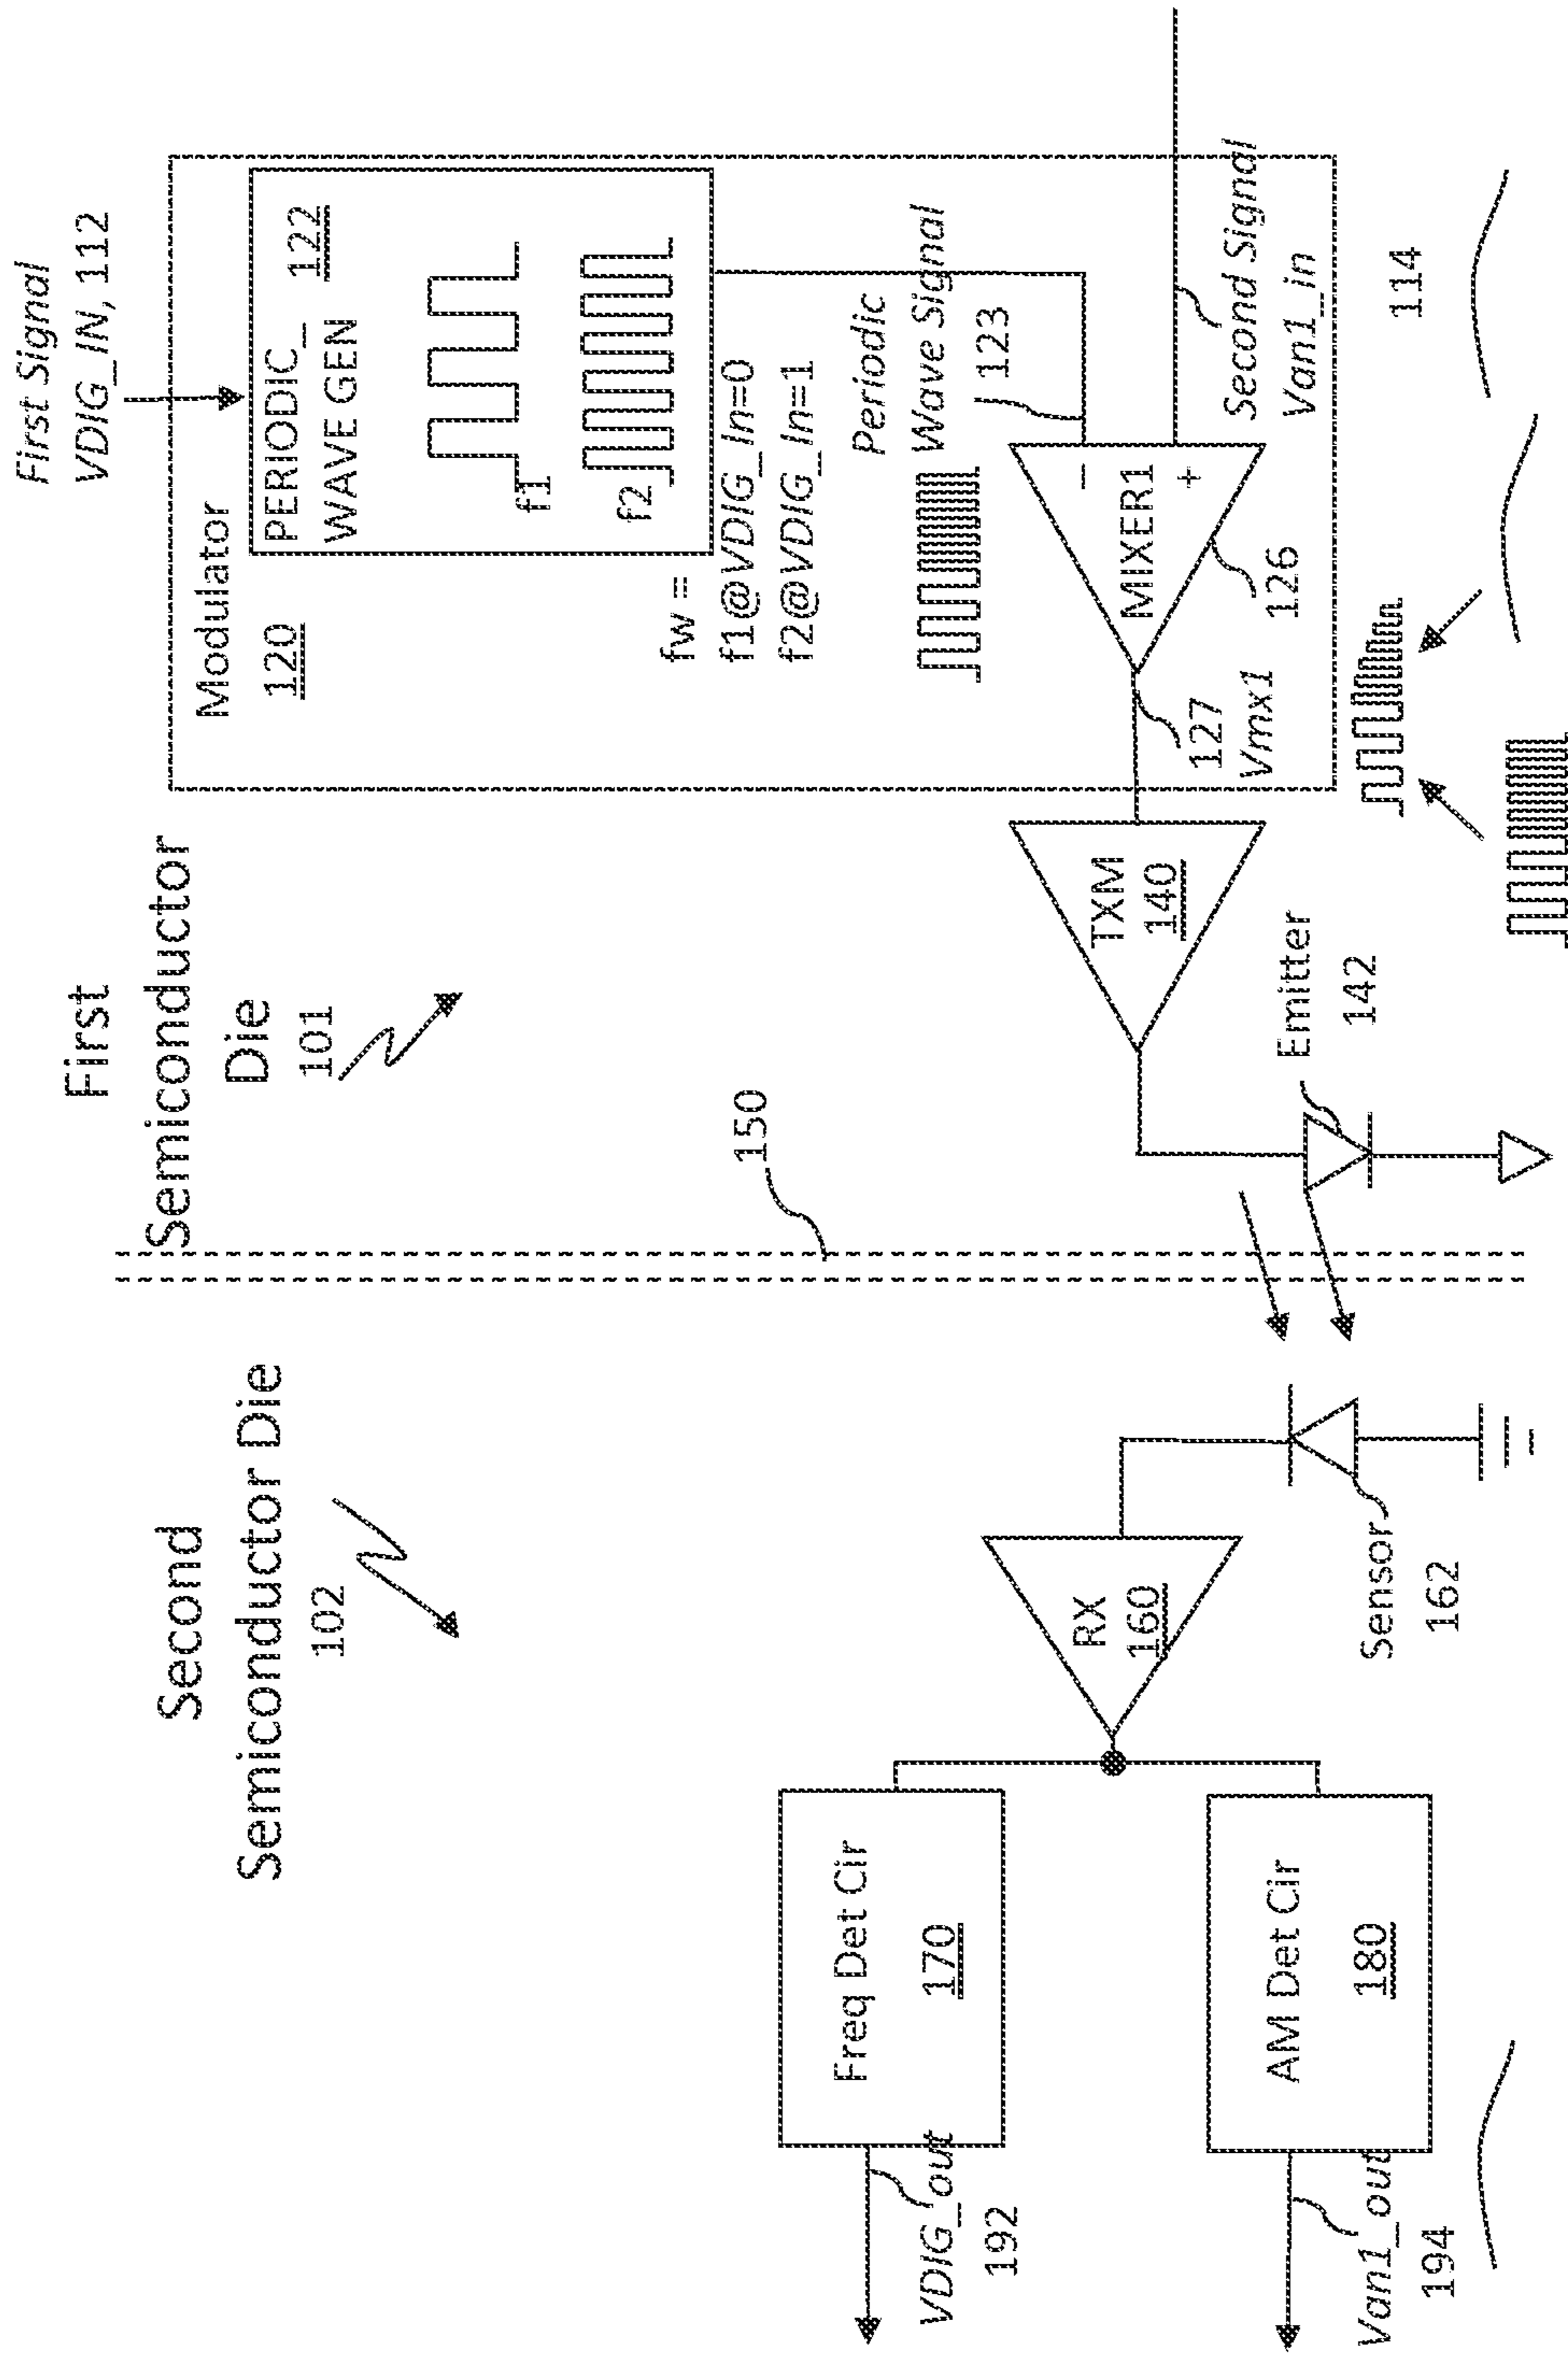 First Signal
VDIG_IN, 112
First
Semiconductor
Die
101
Second
Semiconductor Die
102
Modulator
120
PERIODIC_
WAVE GEN
122
f1
f2
fw =
f1@VDIG_In=0
f2@VDIG_In=1
Periodic
Wave Signal
123
MIXER1
−
+
126
127
Vmx1
Second Signal
Van1_in
114
TXM
140
Emitter
142
150
RX
160
Sensor
162
Freq Det Cir
170
AM Det Cir
180
VDIG_out
192
Van1_out
194